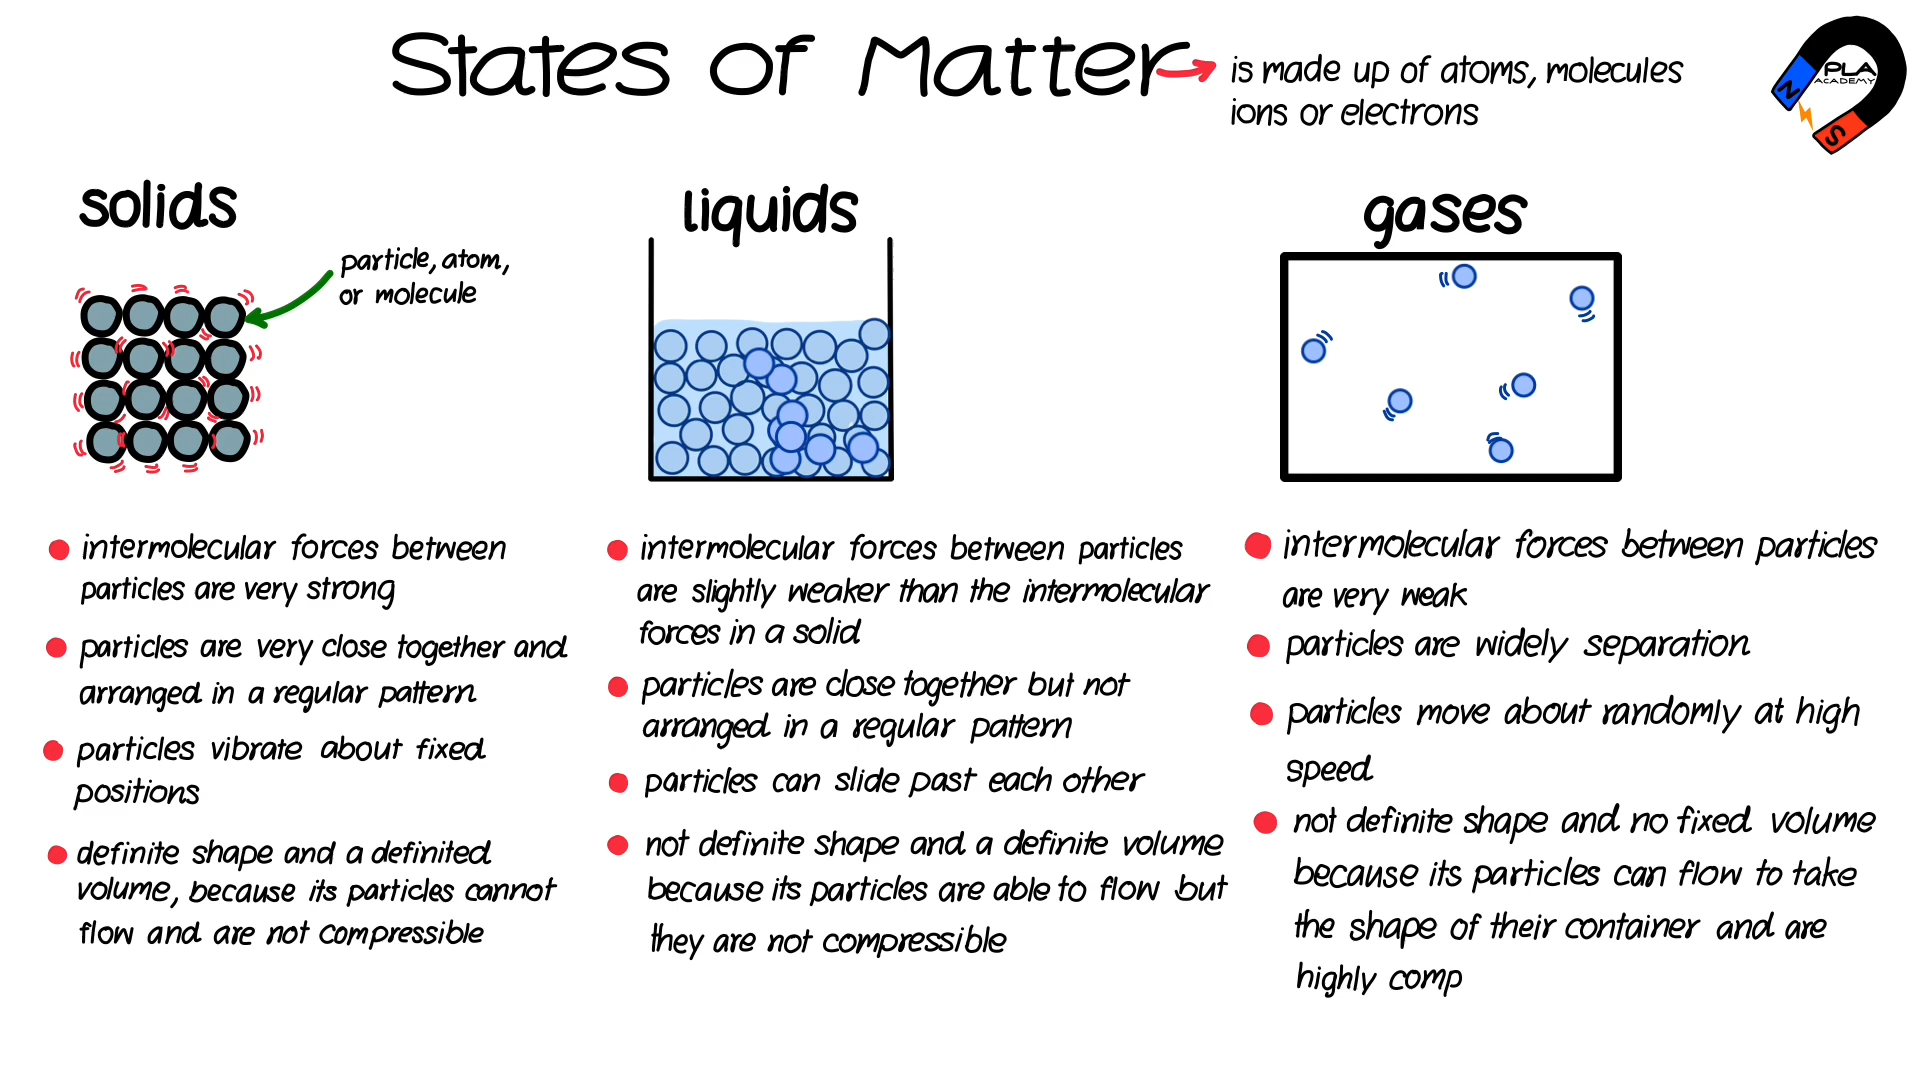 States of Matter
is made up of atoms, molecules
ions or electrons
PLA
ACADEMY
N
S
solids
particle, atom,
or molecule
intermolecular forces between
particles are very strong
particles are very close together and
arranged in a regular pattern
particles vibrate about fixed
positions
definite shape and a definited
volume, because its particles cannot
flow and are not compressible
liquids
intermolecular forces between particles
are slightly weaker than the intermolecular
forces in a solid
particles are close together but not
arranged in a regular pattern
particles can slide past each other
not definite shape and a definite volume
because its particles are able to flow but
they are not compressible
gases
intermolecular forces between particles
are very weak
particles are widely separation
particles move about randomly at high
speed
not definite shape and no fixed volume
because its particles can flow to take
the shape of their container and are
highly comp